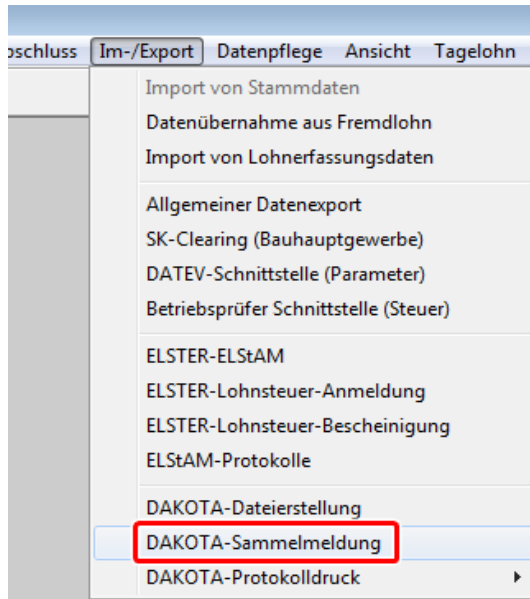 Im-/Export Datenpflege Ansicht Tagelohn
Import von Stammdaten
Datenübernahme aus Fremdlohn
Import von Lohnerfassungsdaten
Allgemeiner Datenexport
SK-Clearing (Bauhauptgewerbe)
DATEV-Schnittstelle (Parameter)
Betriebsprüfer Schnittstelle (Steuer)
ELSTER-ELStAM
ELSTER-Lohnsteuer-Anmeldung
ELSTER-Lohnsteuer-Bescheinigung
ELStAM-Protokolle
DAKOTA-Dateierstellung
DAKOTA-Sammelmeldung
DAKOTA-Protokolldruck